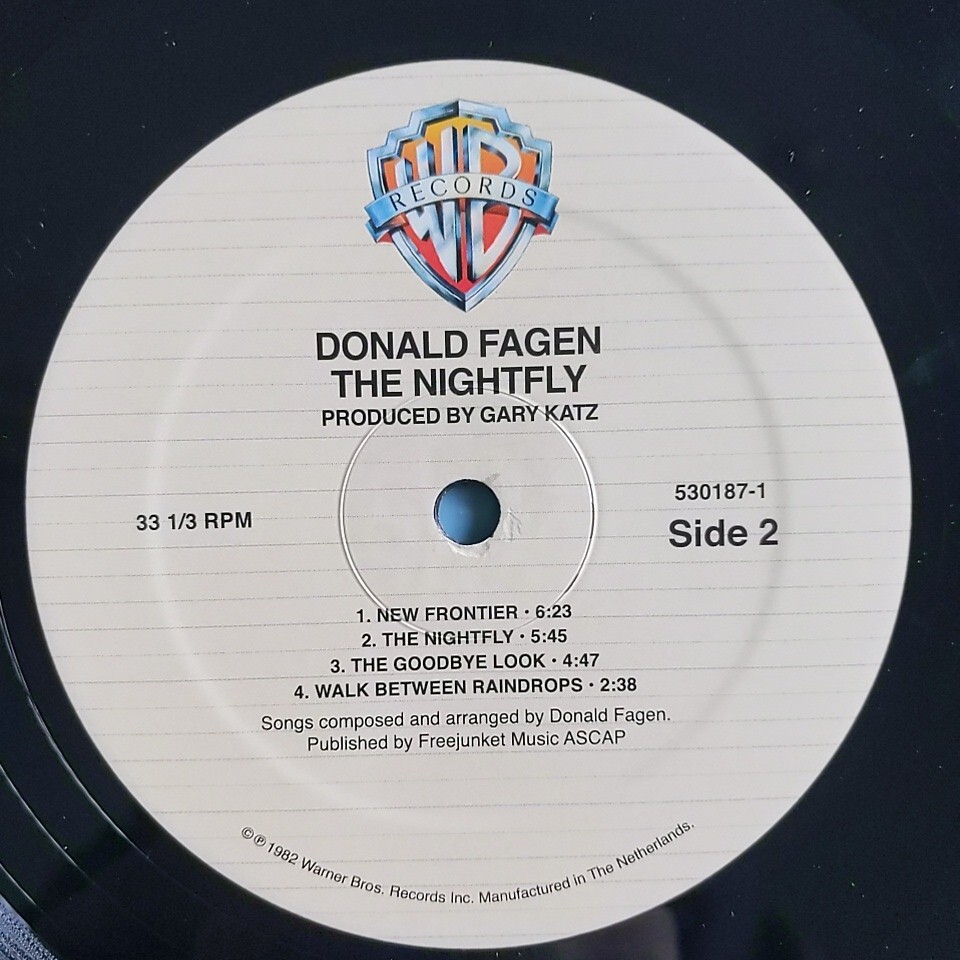 WB
RECORDS
DONALD FAGEN
THE NIGHTFLY
PRODUCED BY GARY KATZ
33 1/3 RPM
530187-1
Side 2
1. NEW FRONTIER • 6:23
2. THE NIGHTFLY • 5:45
3. THE GOODBYE LOOK • 4:47
4. WALK BETWEEN RAINDROPS • 2:38
Songs composed and arranged by Donald Fagen.
Published by Freejunket Music ASCAP
©℗1982 Warner Bros. Records Inc. Manufactured in The Netherlands.